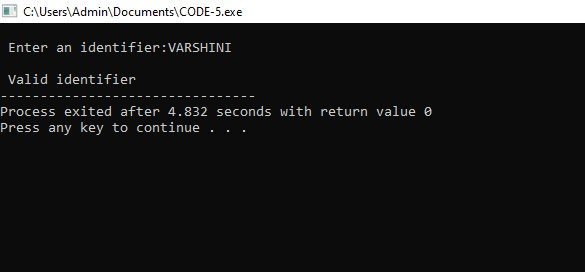 C:\Users\Admin\Documents\CODE-5.exe
Enter an identifier:VARSHINI
Valid identifier
--------------------------------
Process exited after 4.832 seconds with return value 0
Press any key to continue . . .